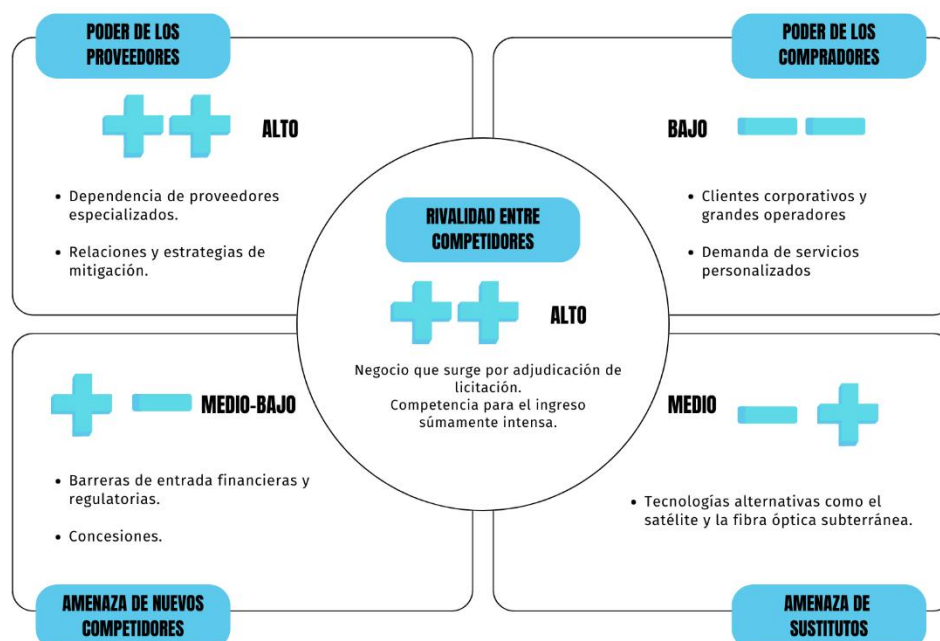 PODER DE LOS
PROVEEDORES
ALTO
• Dependencia de proveedores
especializados.
• Relaciones y estrategias de
mitigación.
PODER DE LOS
COMPRADORES
BAJO
• Clientes corporativos y
grandes operadores
• Demanda de servicios
personalizados
RIVALIDAD ENTRE
COMPETIDORES
ALTO
Negocio que surge por adjudicación de
licitación.
Competencia para el ingreso
súmamente intensa.
MEDIO-BAJO
• Barreras de entrada financieras y
regulatorias.
• Concesiones.
AMENAZA DE NUEVOS
COMPETIDORES
MEDIO
• Tecnologías alternativas como el
satélite y la fibra óptica subterránea.
AMENAZA DE
SUSTITUTOS